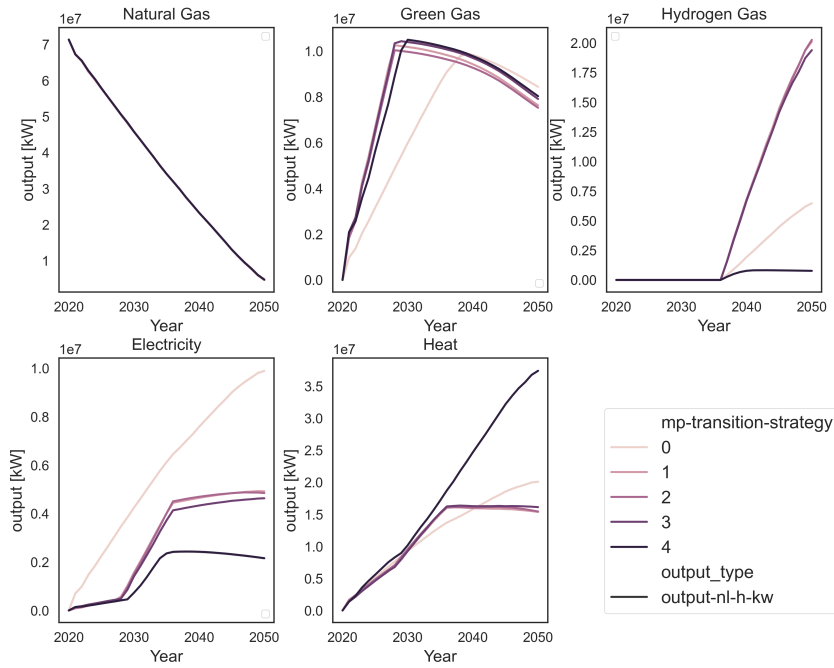 Natural Gas
1e7
7
6
5
4
3
2
1
output [kW]
2020 2030 2040 2050
Year
Green Gas
1e7
1.0
0.8
0.6
0.4
0.2
0.0
output [kW]
2020 2030 2040 2050
Year
Hydrogen Gas
1e7
2.00
1.75
1.50
1.25
1.00
0.75
0.50
0.25
0.00
output [kW]
2020 2030 2040 2050
Year
Electricity
1e7
1.0
0.8
0.6
0.4
0.2
0.0
output [kW]
2020 2030 2040 2050
Year
Heat
1e7
3.5
3.0
2.5
2.0
1.5
1.0
0.5
0.0
output [kW]
2020 2030 2040 2050
Year
mp-transition-strategy
0
1
2
3
4
output_type
output-nl-h-kw